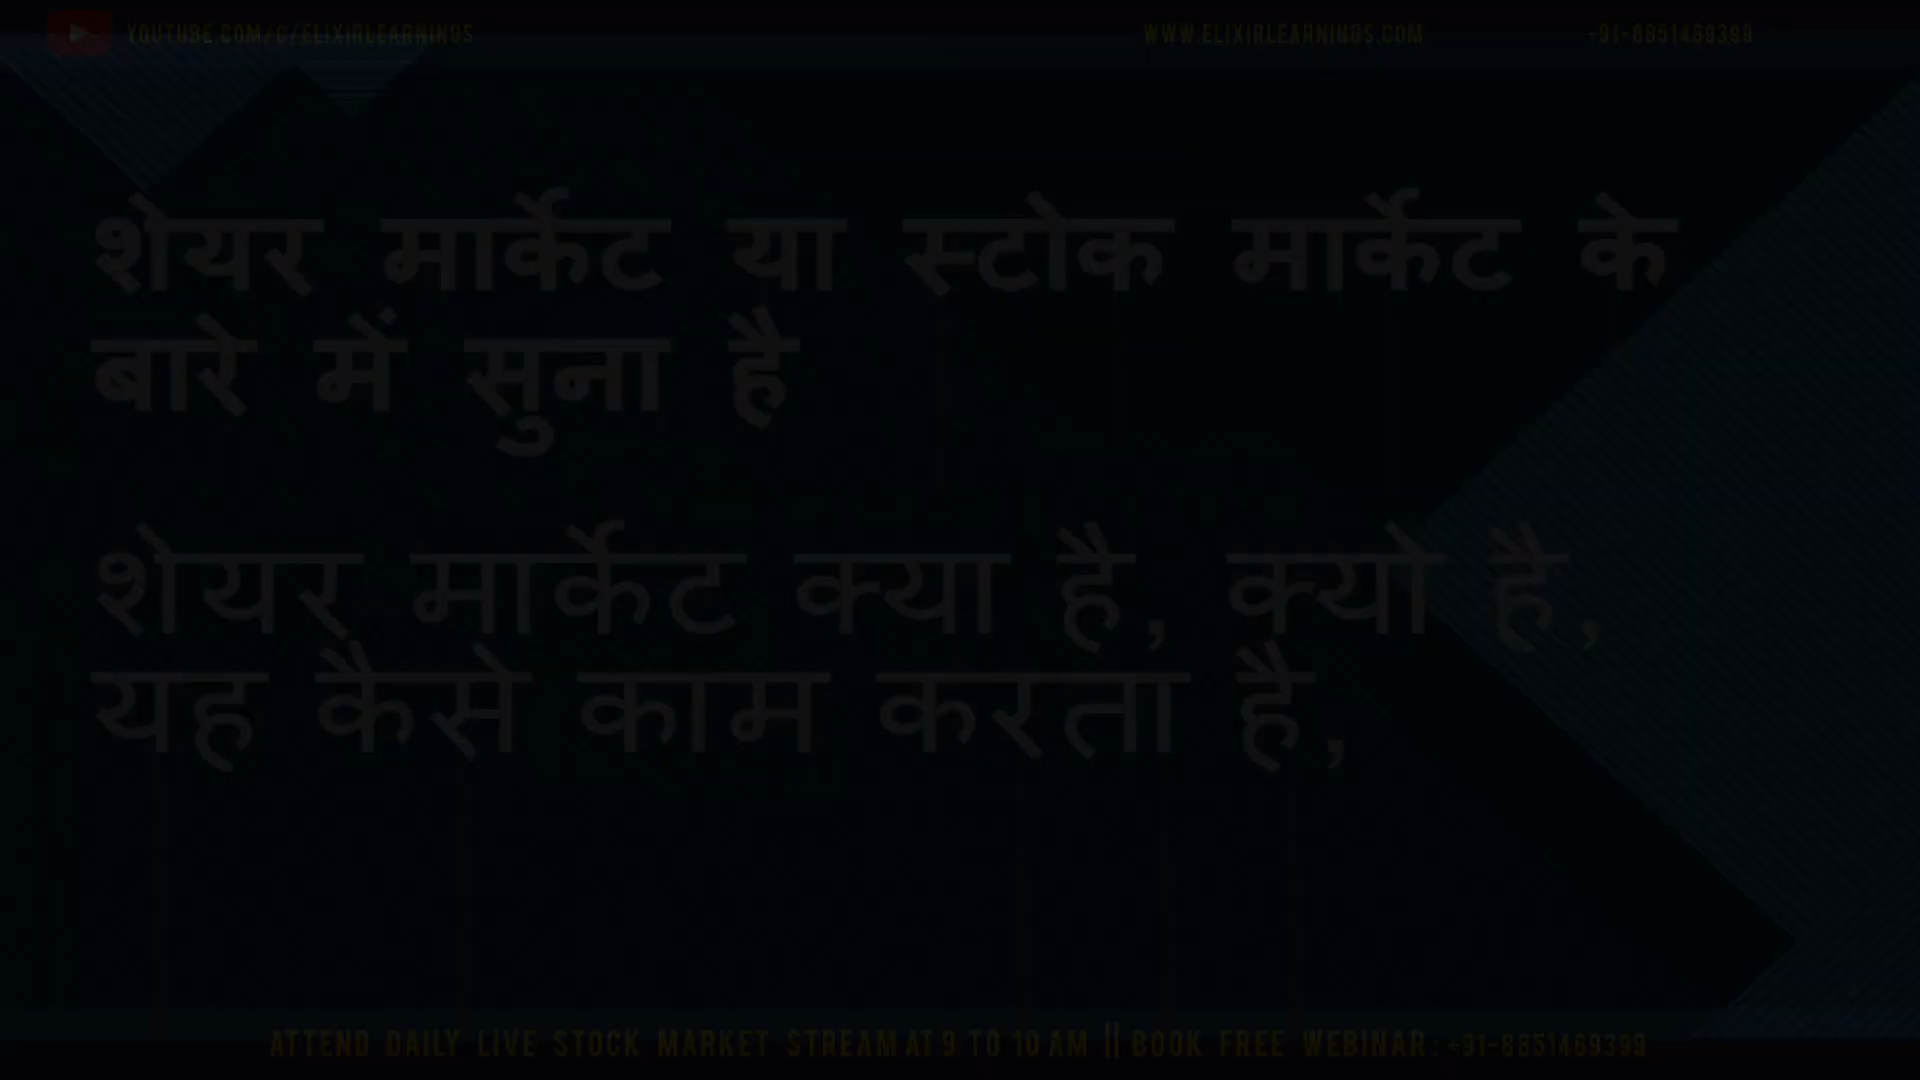 YOUTUBE.COM/C/ELIXIRLEARNINGS WWW.ELIXIRLEARNINGS.COM +91-8851469399
शेयर मार्केट या स्टोक मार्केट के
बारे में सुना है
शेयर मार्केट क्या है, क्यो है,
यह कैसे काम करता है,
ATTEND DAILY LIVE STOCK MARKET STREAM AT 9 TO 10 AM || BOOK FREE WEBINAR : +91-8851469399